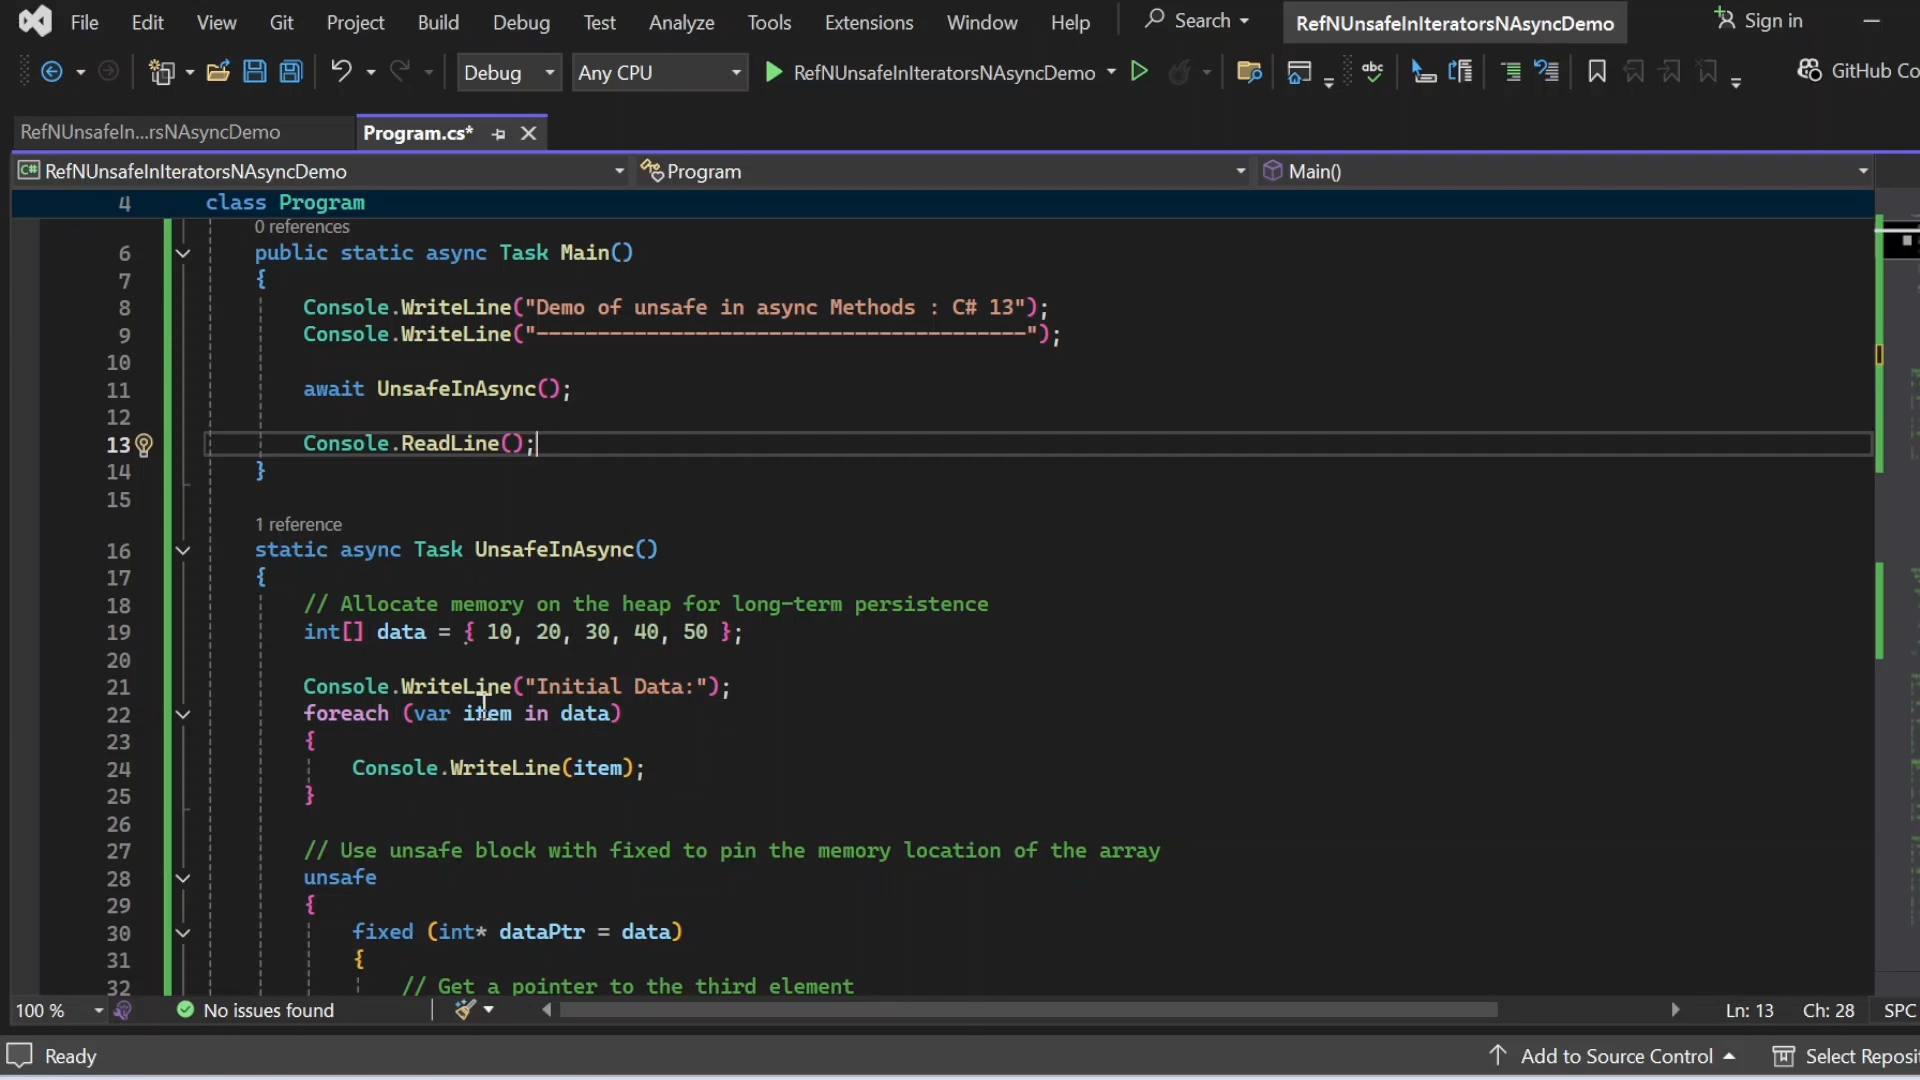 File Edit View Git Project Build Debug Test Analyze Tools Extensions Window Help Search RefNUnsafeInIteratorsNAsyncDemo Sign in
Debug Any CPU RefNUnsafeInIteratorsNAsyncDemo abc GitHub Co
RefNUnsafeIn...rsNAsyncDemo Program.cs*
C# RefNUnsafeInIteratorsNAsyncDemo Program Main()
4 class Program
0 references
6 public static async Task Main()
7 {
8 Console.WriteLine("Demo of unsafe in async Methods : C# 13");
9 Console.WriteLine("----------------------------------------");
10
11 await UnsafeInAsync();
12
13 Console.ReadLine();
14 }
15
1 reference
16 static async Task UnsafeInAsync()
17 {
18 // Allocate memory on the heap for long-term persistence
19 int[] data = { 10, 20, 30, 40, 50 };
20
21 Console.WriteLine("Initial Data:");
22 foreach (var item in data)
23 {
24 Console.WriteLine(item);
25 }
26
27 // Use unsafe block with fixed to pin the memory location of the array
28 unsafe
29 {
30 fixed (int* dataPtr = data)
31 {
32 // Get a pointer to the third element
100 % No issues found Ln: 13 Ch: 28 SPC
Ready Add to Source Control Select Reposit